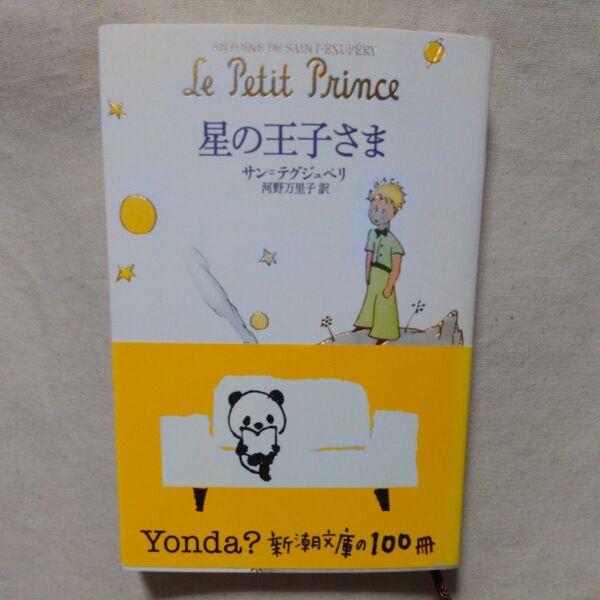 ANTOINE DE SAINT-EXUPÉRY
Le Petit Prince
星の王子さま
サン=テグジュペリ
河野万里子 訳
Yonda? 新潮文庫の100冊